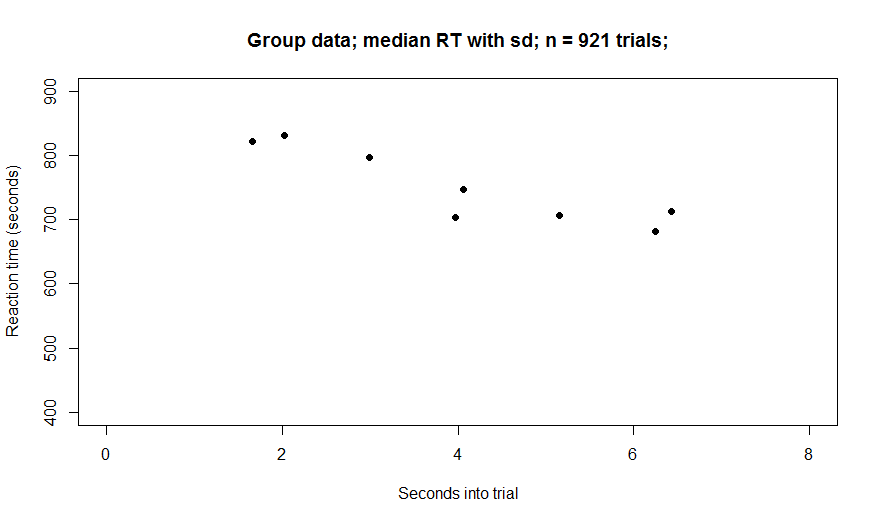 Group data; median RT with sd; n = 921 trials;
Reaction time (seconds)
900
800
700
600
500
400
0 2 4 6 8
Seconds into trial